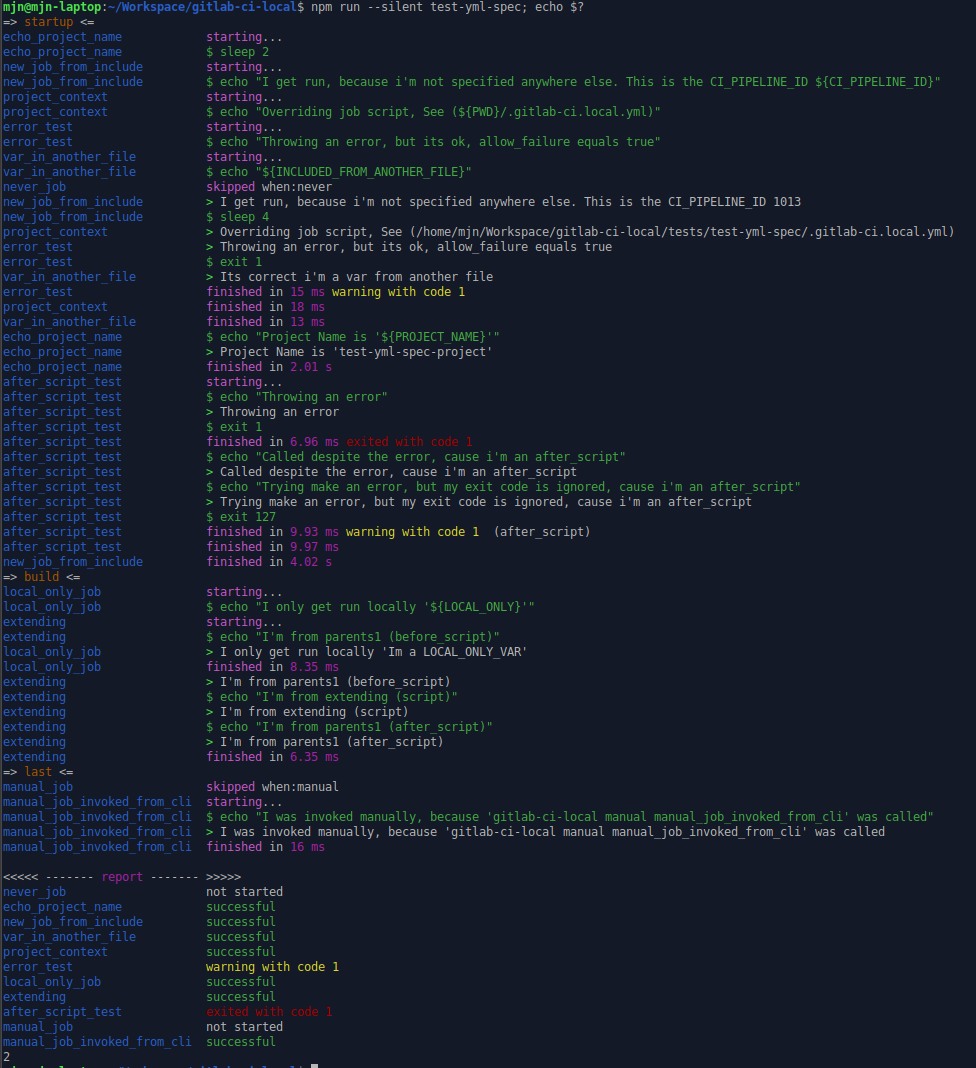 mjn@mjn-laptop:~/Workspace/gitlab-ci-local$ npm run --silent test-yml-spec; echo $?
=> startup <=
echo_project_name starting...
echo_project_name $ sleep 2
new_job_from_include starting...
new_job_from_include $ echo "I get run, because i'm not specified anywhere else. This is the CI_PIPELINE_ID ${CI_PIPELINE_ID}"
project_context starting...
project_context $ echo "Overriding job script, See (${PWD}/.gitlab-ci.local.yml)"
error_test starting...
error_test $ echo "Throwing an error, but its ok, allow_failure equals true"
var_in_another_file starting...
var_in_another_file $ echo "${INCLUDED_FROM_ANOTHER_FILE}"
never_job skipped when:never
new_job_from_include > I get run, because i'm not specified anywhere else. This is the CI_PIPELINE_ID 1013
new_job_from_include $ sleep 4
project_context > Overriding job script, See (/home/mjn/Workspace/gitlab-ci-local/tests/test-yml-spec/.gitlab-ci.local.yml)
error_test > Throwing an error, but its ok, allow_failure equals true
error_test $ exit 1
var_in_another_file > Its correct i'm a var from another file
error_test finished in 15 ms warning with code 1
project_context finished in 18 ms
var_in_another_file finished in 13 ms
echo_project_name $ echo "Project Name is '${PROJECT_NAME}'"
echo_project_name > Project Name is 'test-yml-spec-project'
echo_project_name finished in 2.01 s
after_script_test starting...
after_script_test $ echo "Throwing an error"
after_script_test > Throwing an error
after_script_test $ exit 1
after_script_test finished in 6.96 ms exited with code 1
after_script_test $ echo "Called despite the error, cause i'm an after_script"
after_script_test > Called despite the error, cause i'm an after_script
after_script_test $ echo "Trying make an error, but my exit code is ignored, cause i'm an after_script"
after_script_test > Trying make an error, but my exit code is ignored, cause i'm an after_script
after_script_test $ exit 127
after_script_test finished in 9.93 ms warning with code 1 (after_script)
after_script_test finished in 9.97 ms
new_job_from_include finished in 4.02 s
=> build <=
local_only_job starting...
local_only_job $ echo "I only get run locally '${LOCAL_ONLY}'"
extending starting...
extending $ echo "I'm from parents1 (before_script)"
local_only_job > I only get run locally 'Im a LOCAL_ONLY_VAR'
local_only_job finished in 8.35 ms
extending > I'm from parents1 (before_script)
extending $ echo "I'm from extending (script)"
extending > I'm from extending (script)
extending $ echo "I'm from parents1 (after_script)"
extending > I'm from parents1 (after_script)
extending finished in 6.35 ms
=> last <=
manual_job skipped when:manual
manual_job_invoked_from_cli starting...
manual_job_invoked_from_cli $ echo "I was invoked manually, because 'gitlab-ci-local manual manual_job_invoked_from_cli' was called"
manual_job_invoked_from_cli > I was invoked manually, because 'gitlab-ci-local manual manual_job_invoked_from_cli' was called
manual_job_invoked_from_cli finished in 16 ms
<<<<< ------- report ------- >>>>>
never_job not started
echo_project_name successful
new_job_from_include successful
var_in_another_file successful
project_context successful
error_test warning with code 1
local_only_job successful
extending successful
after_script_test exited with code 1
manual_job not started
manual_job_invoked_from_cli successful
2